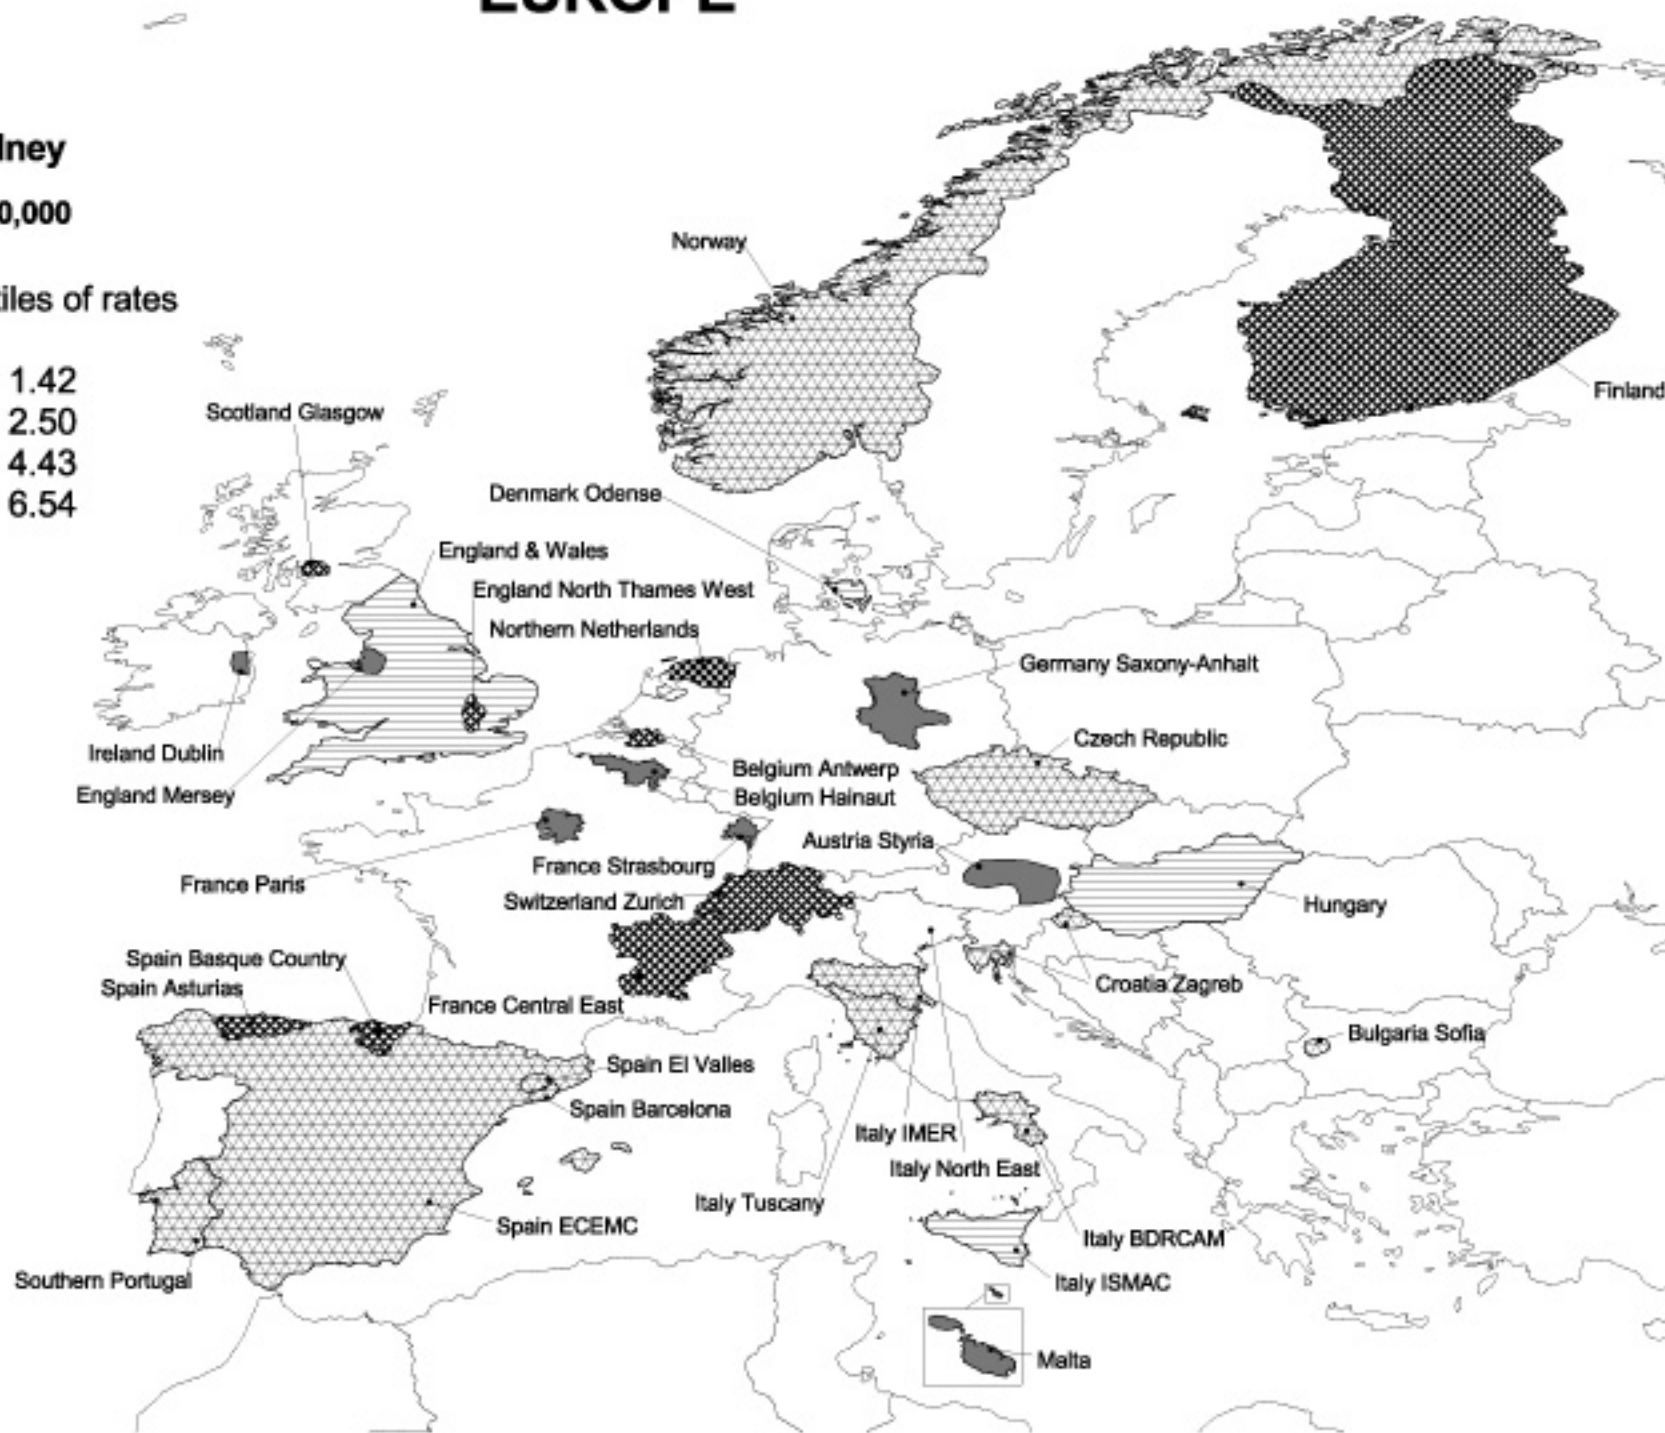 EUROPE
dney
0,000
tiles of rates
1.42
2.50
4.43
6.54
Norway
Finland
Scotland Glasgow
Denmark Odense
England & Wales
England North Thames West
Northern Netherlands
Germany Saxony-Anhalt
Czech Republic
Ireland Dublin
Belgium Antwerp
England Mersey
Belgium Hainaut
Austria Styria
France Strasbourg
France Paris
Switzerland Zurich
Hungary
Spain Basque Country
Spain Asturias
Croatia Zagreb
France Central East
Bulgaria Sofia
Spain El Valles
Spain Barcelona
Italy IMER
Italy North East
Italy Tuscany
Spain ECEMC
Italy BDRCAM
Southern Portugal
Italy ISMAC
Malta